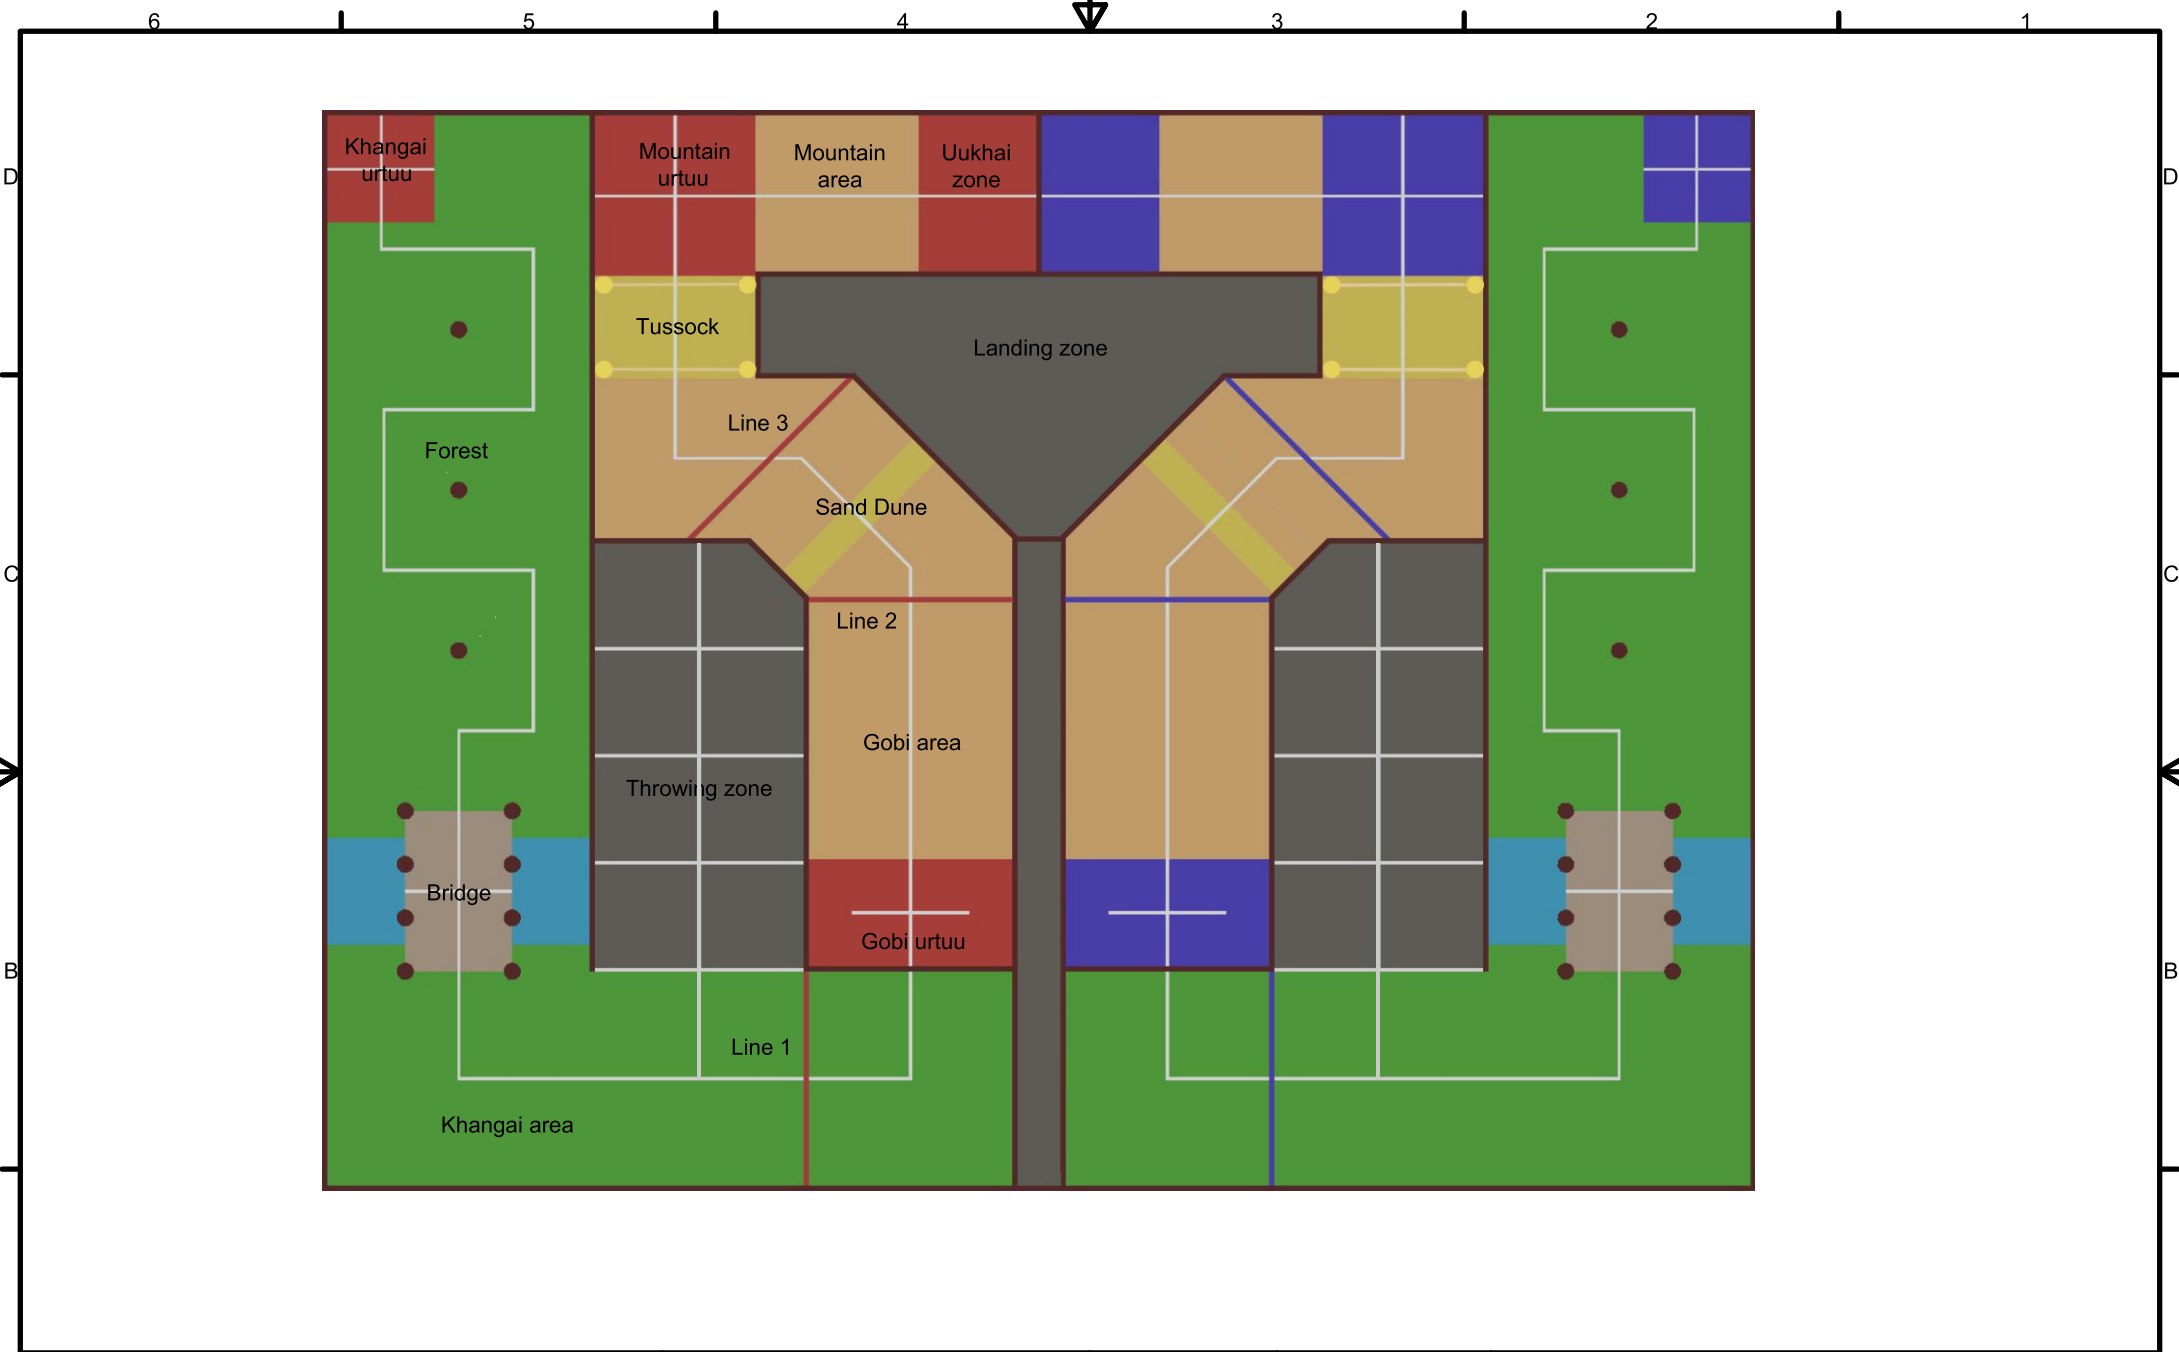 6 5 4 3 2 1
Khangai
urtuu
Mountain
urtuu
Mountain
area
Uukhai
zone
D D
Tussock
Landing zone
Line 3
Forest
Sand Dune
C C
Line 2
Gobi area
Throwing zone
Bridge
Gobi urtuu
B B
Line 1
Khangai area